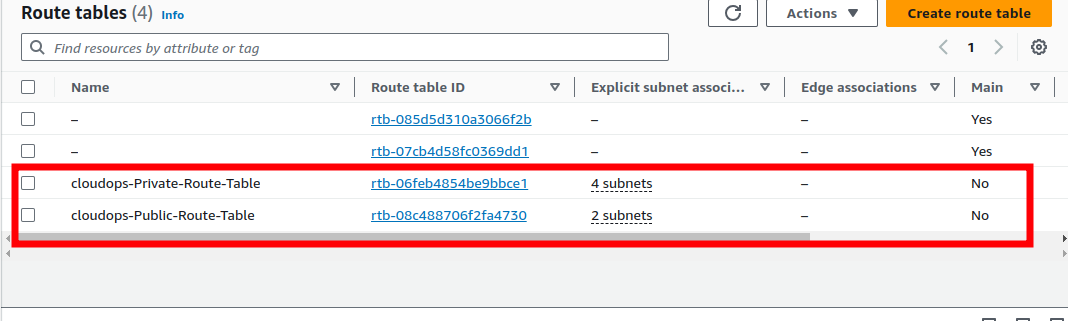 Route tables (4) Info
Actions
Create route table
Find resources by attribute or tag
1
Name Route table ID Explicit subnet associ... Edge associations Main
– rtb-085d5d310a3066f2b – – Yes
– rtb-07cb4d58fc0369dd1 – – Yes
cloudops-Private-Route-Table rtb-06feb4854be9bbce1 4 subnets – No
cloudops-Public-Route-Table rtb-08c488706f2fa4730 2 subnets – No